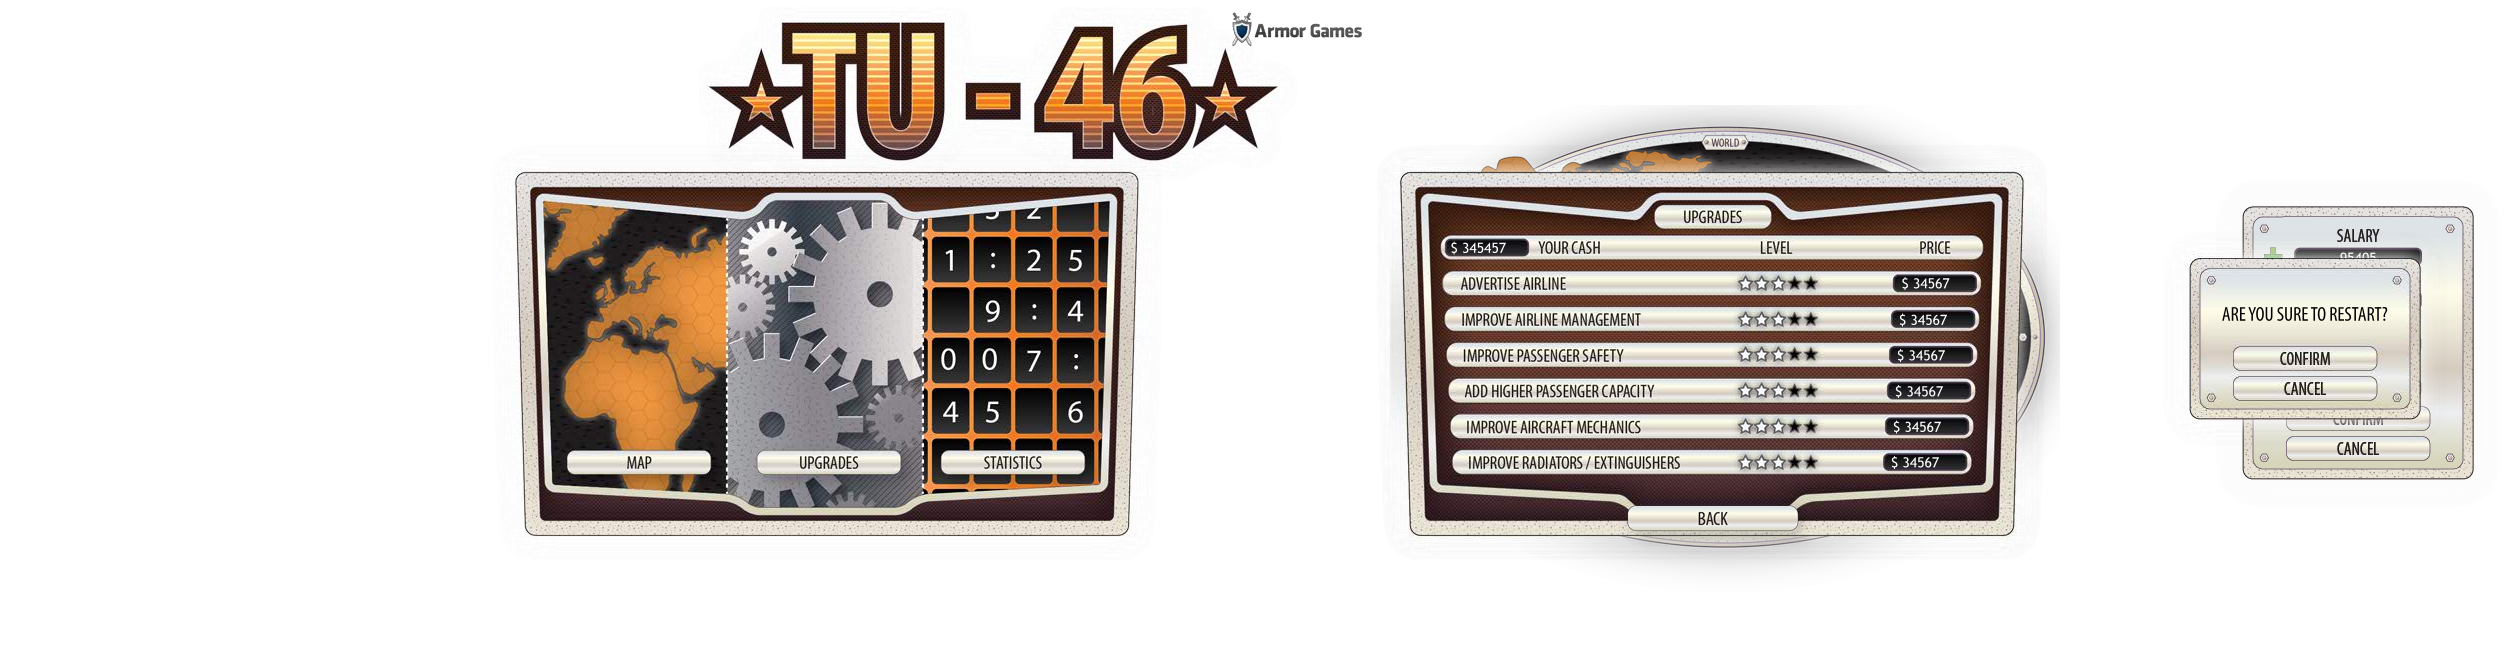 TU - 46
Armor Games
1 : 2 5
9 : 4
0 0 7 :
4 5 6
MAP
UPGRADES
STATISTICS
WORLD
UPGRADES
$ 345457 YOUR CASH LEVEL PRICE
ADVERTISE AIRLINE $ 34567
IMPROVE AIRLINE MANAGEMENT $ 34567
IMPROVE PASSENGER SAFETY $ 34567
ADD HIGHER PASSENGER CAPACITY $ 34567
IMPROVE AIRCRAFT MECHANICS $ 34567
IMPROVE RADIATORS / EXTINGUISHERS $ 34567
BACK
SALARY
ARE YOU SURE TO RESTART?
CONFIRM
CANCEL
CONFIRM
CANCEL